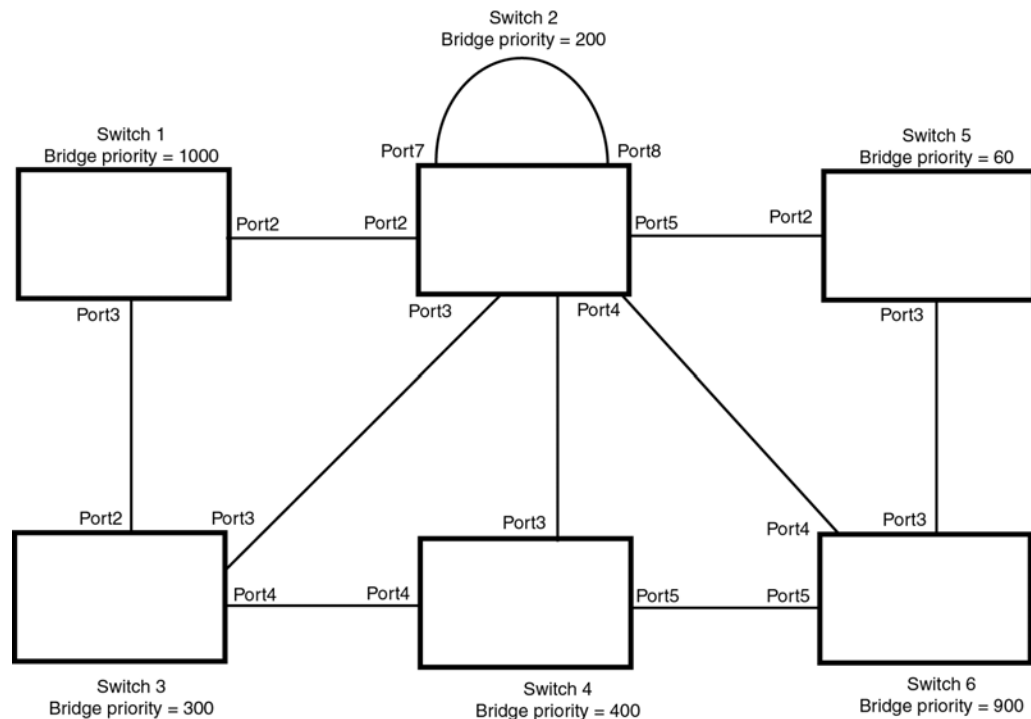 Switch 2
Bridge priority = 200
Switch 1
Bridge priority = 1000
Switch 5
Bridge priority = 60
Port7
Port8
Port2
Port2
Port5
Port2
Port3
Port3
Port4
Port3
Port2
Port3
Port3
Port4
Port3
Port4
Port4
Port5
Port5
Switch 3
Bridge priority = 300
Switch 4
Bridge priority = 400
Switch 6
Bridge priority = 900